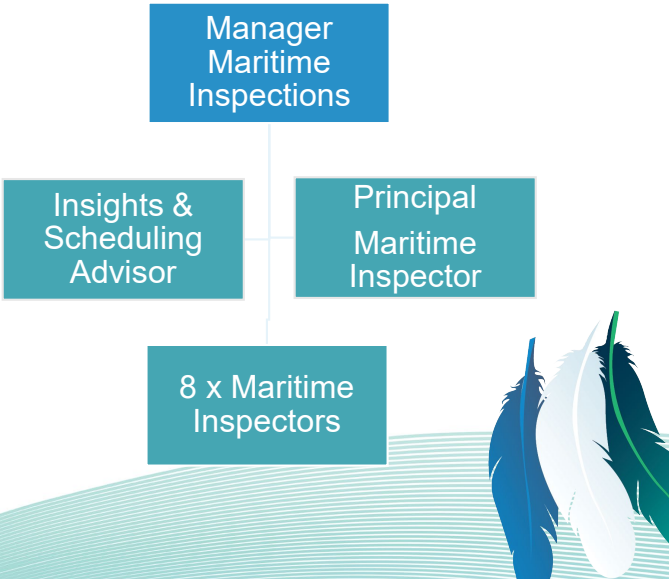 Manager
Maritime
Inspections
Insights &
Scheduling
Advisor
Principal
Maritime
Inspector
8 x Maritime
Inspectors